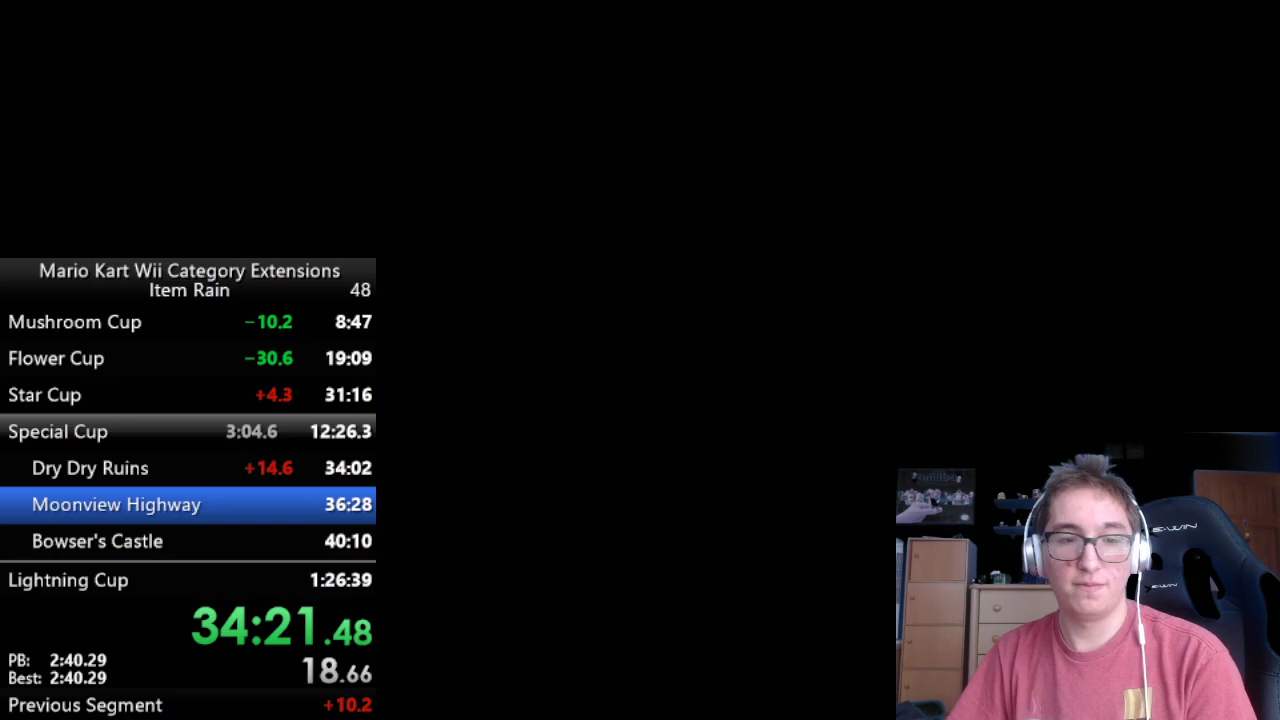 Mario Kart Wii Category Extensions
Item Rain 48
Mushroom Cup −10.2 8:47
Flower Cup −30.6 19:09
Star Cup +4.3 31:16
Special Cup 3:04.6 12:26.3
Dry Dry Ruins +14.6 34:02
Moonview Highway 36:28
Bowser's Castle 40:10
Lightning Cup 1:26:39
34:21.48
PB: 2:40.29
Best: 2:40.29
18.66
Previous Segment +10.2
E-WIN
E-WIN